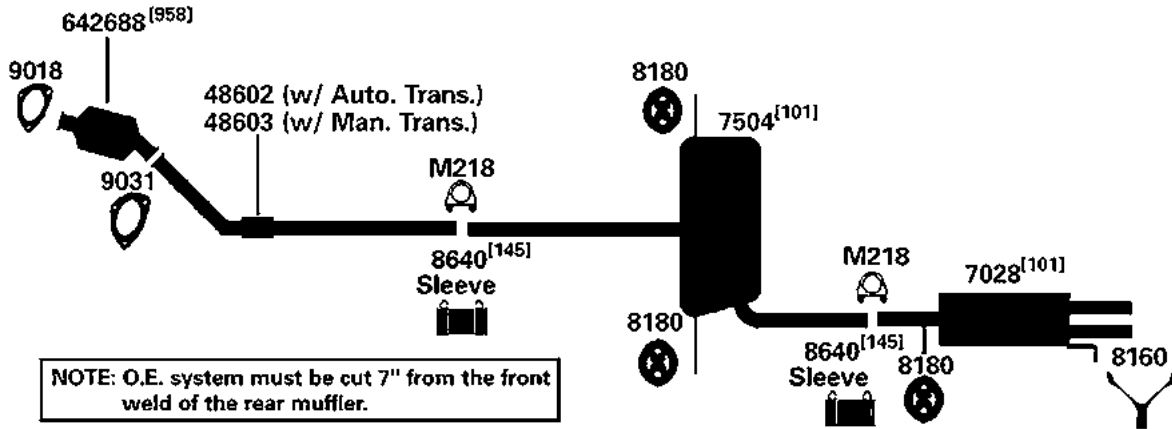 642688[958]
9018
48602 (w/ Auto. Trans.)
48603 (w/ Man. Trans.)
9031
M218
8640[145]
Sleeve
8180
7504[101]
8180
M218
7028[101]
8640[145]
Sleeve
8180
8160
NOTE: O.E. system must be cut 7" from the front
weld of the rear muffler.